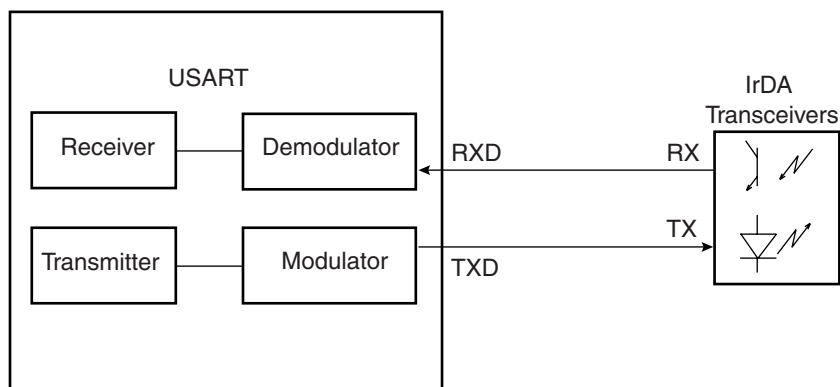 USART
IrDA
Transceivers
Receiver
Demodulator
RXD
RX
Transmitter
Modulator
TX
TXD